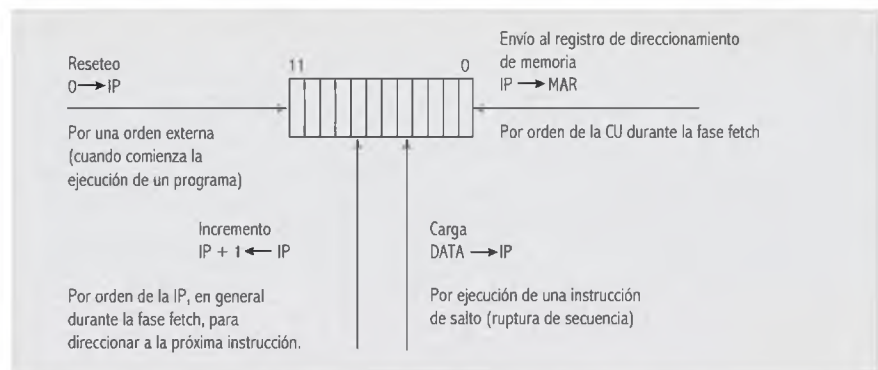 Reseteo
0→IP
Por una orden externa
(cuando comienza la
ejecución de un programa)
11
0
Envío al registro de direccionamiento
de memoria
IP → MAR
Por orden de la CU durante la fase fetch
Incremento
IP + 1 ← IP
Por orden de la IP, en general
durante la fase fetch, para
direccionar a la próxima instrucción.
Carga
DATA →IP
Por ejecución de una instrucción
de salto (ruptura de secuencia)